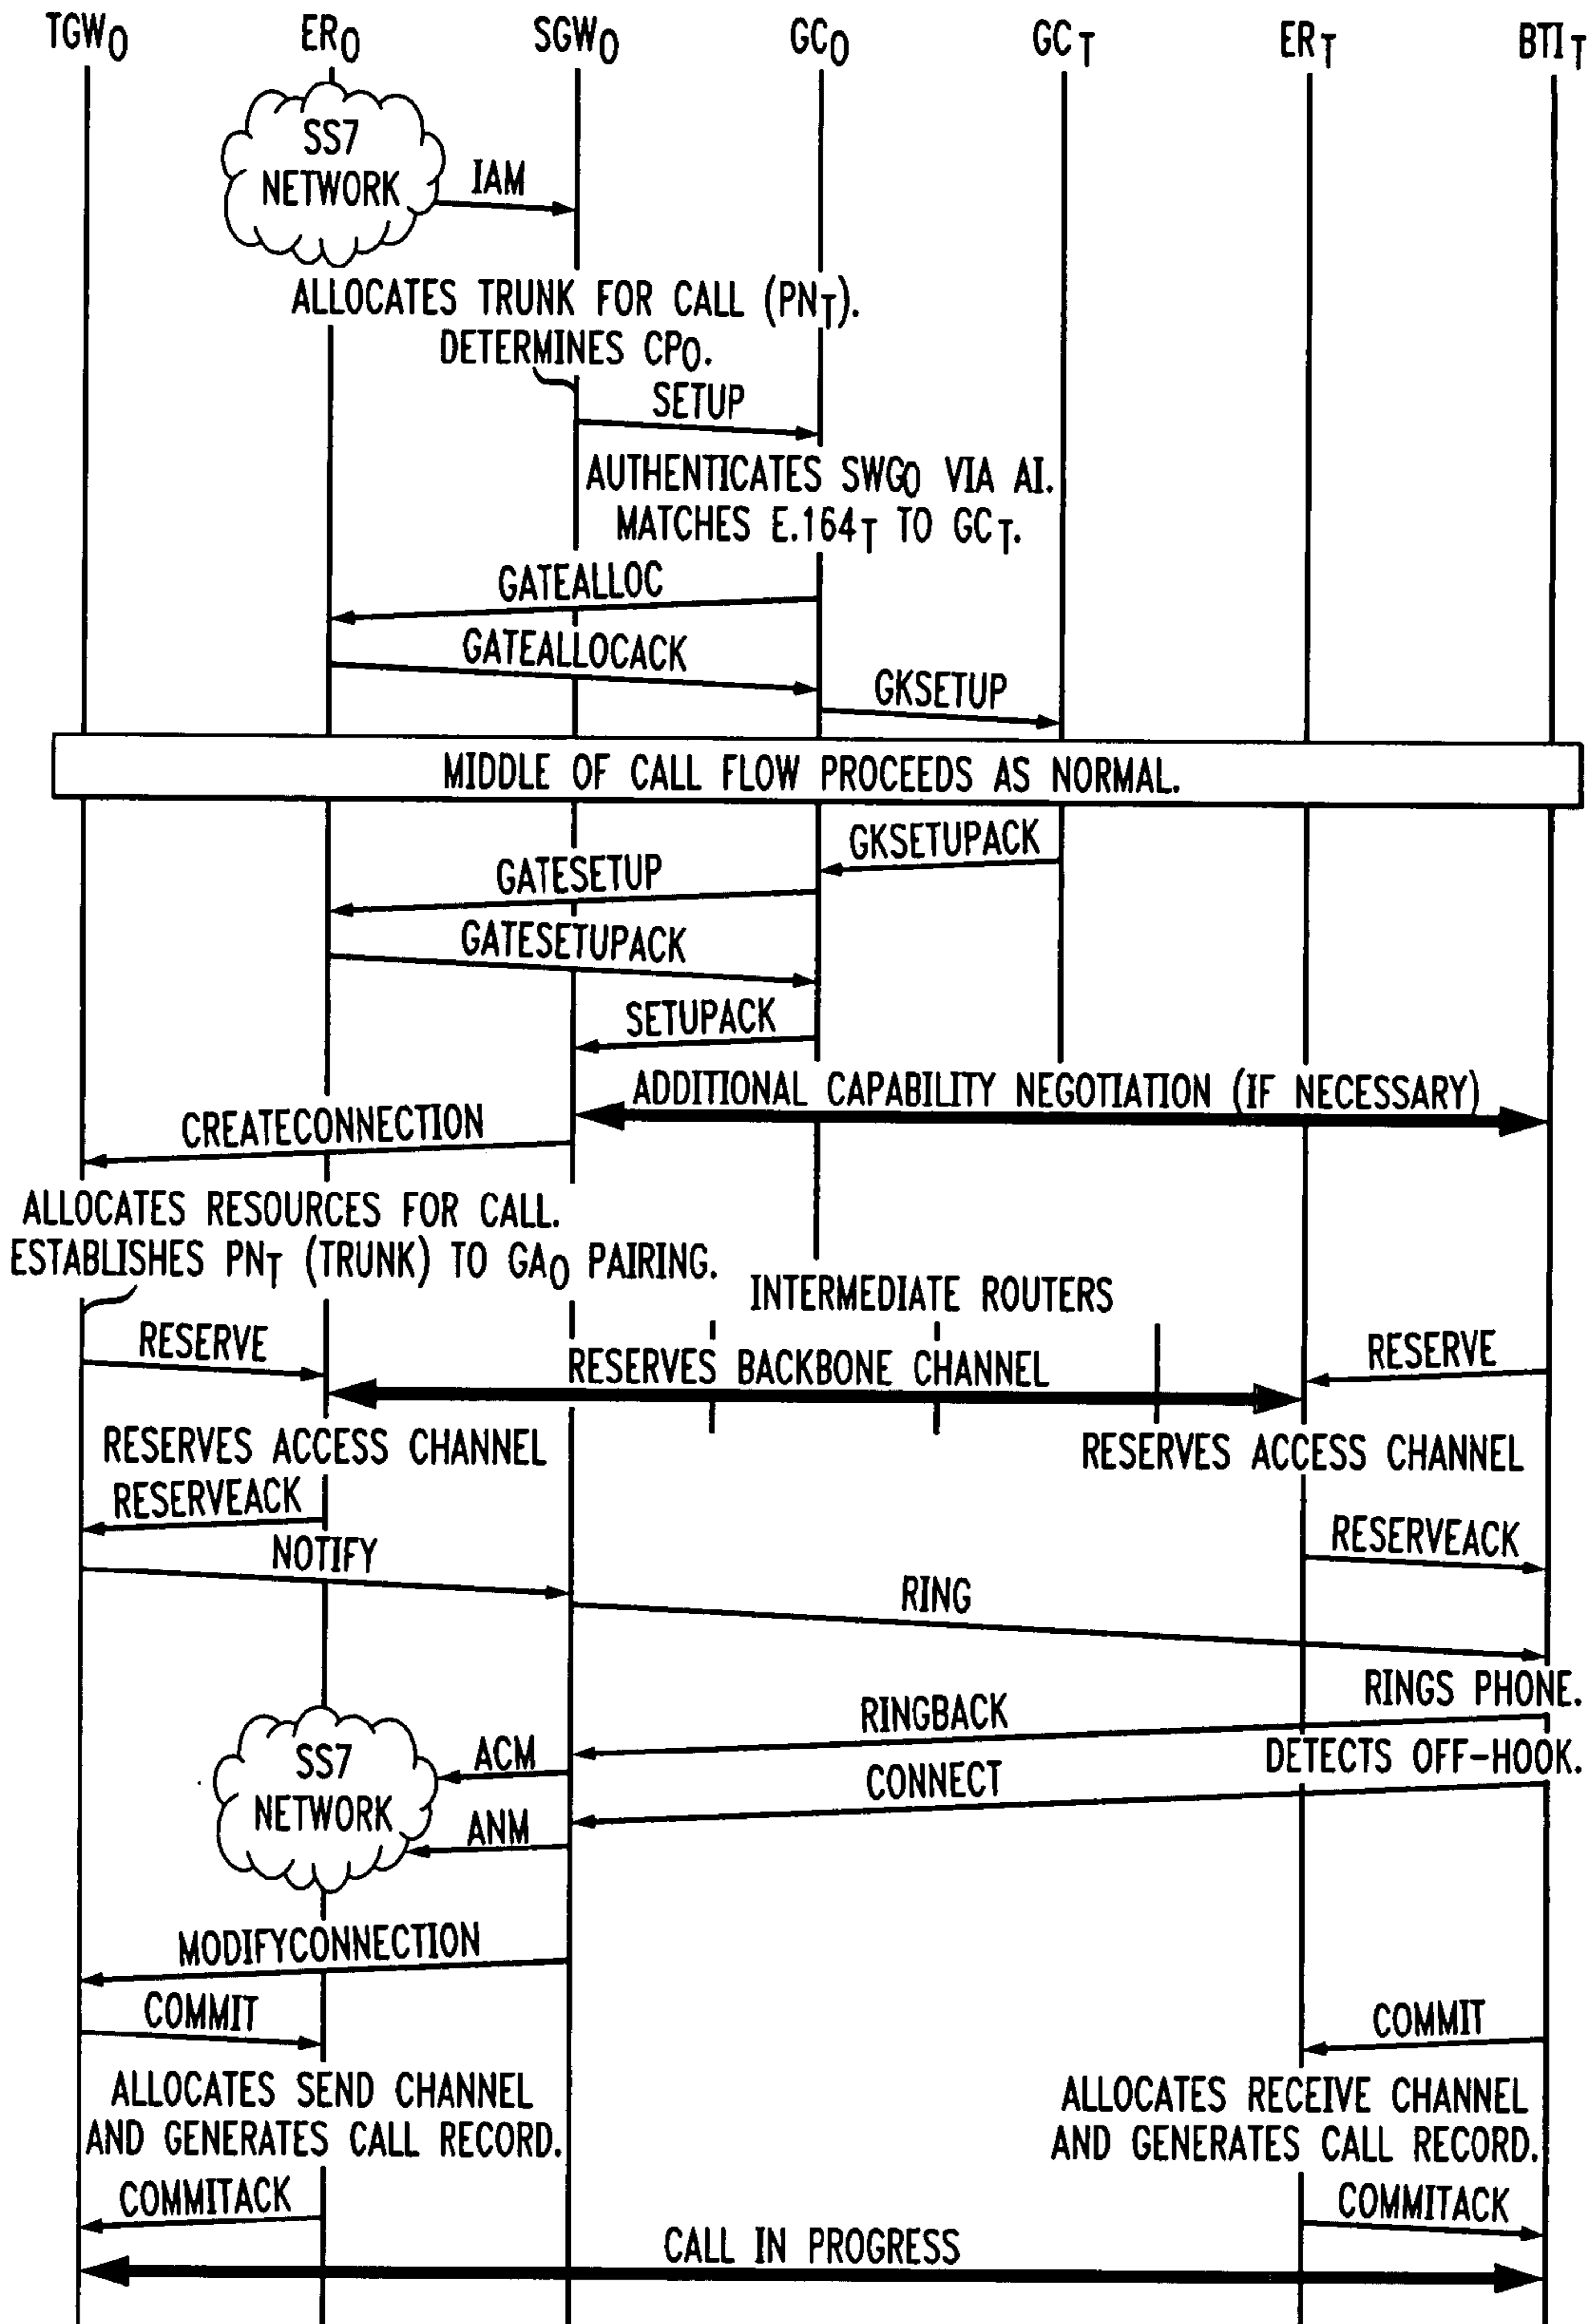 TGWO ERO SGWO GCO GCT ERT BTIT
SS7
NETWORK
IAM
ALLOCATES TRUNK FOR CALL (PNT).
DETERMINES CPO.
SETUP
AUTHENTICATES SWGO VIA AI.
MATCHES E.164T TO GCT.
GATEALLOC
GATEALLOCACK
GKSETUP
MIDDLE OF CALL FLOW PROCEEDS AS NORMAL.
GKSETUPACK
GATESETUP
GATESETUPACK
SETUPACK
ADDITIONAL CAPABILITY NEGOTIATION (IF NECESSARY)
CREATECONNECTION
ALLOCATES RESOURCES FOR CALL.
ESTABLISHES PNT (TRUNK) TO GAO PAIRING.
INTERMEDIATE ROUTERS
RESERVE
RESERVES BACKBONE CHANNEL
RESERVE
RESERVES ACCESS CHANNEL
RESERVES ACCESS CHANNEL
RESERVEACK
RESERVEACK
NOTIFY
RING
RINGS PHONE.
RINGBACK
SS7
NETWORK
ACM
DETECTS OFF-HOOK.
CONNECT
ANM
MODIFYCONNECTION
COMMIT
COMMIT
ALLOCATES SEND CHANNEL
AND GENERATES CALL RECORD.
ALLOCATES RECEIVE CHANNEL
AND GENERATES CALL RECORD.
COMMITACK
COMMITACK
CALL IN PROGRESS